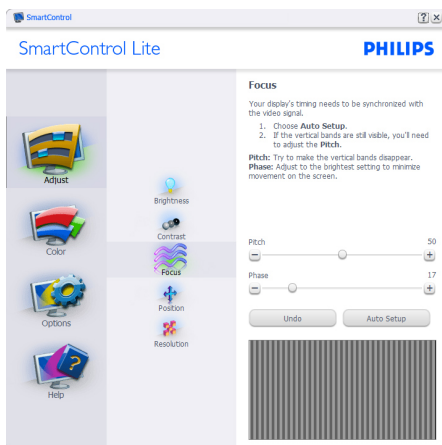 SmartControl
SmartControl Lite
PHILIPS
Adjust
Color
Options
Help
Brightness
Contrast
Focus
Position
Resolution
Focus
Your display's timing needs to be synchronized with
the video signal.
1. Choose Auto Setup.
2. If the vertical bands are still visible, you'll need
to adjust the Pitch.
Pitch: Try to make the vertical bands disappear.
Phase: Adjust to the brightest setting to minimize
movement on the screen.
Pitch 50
Phase 17
Undo Auto Setup